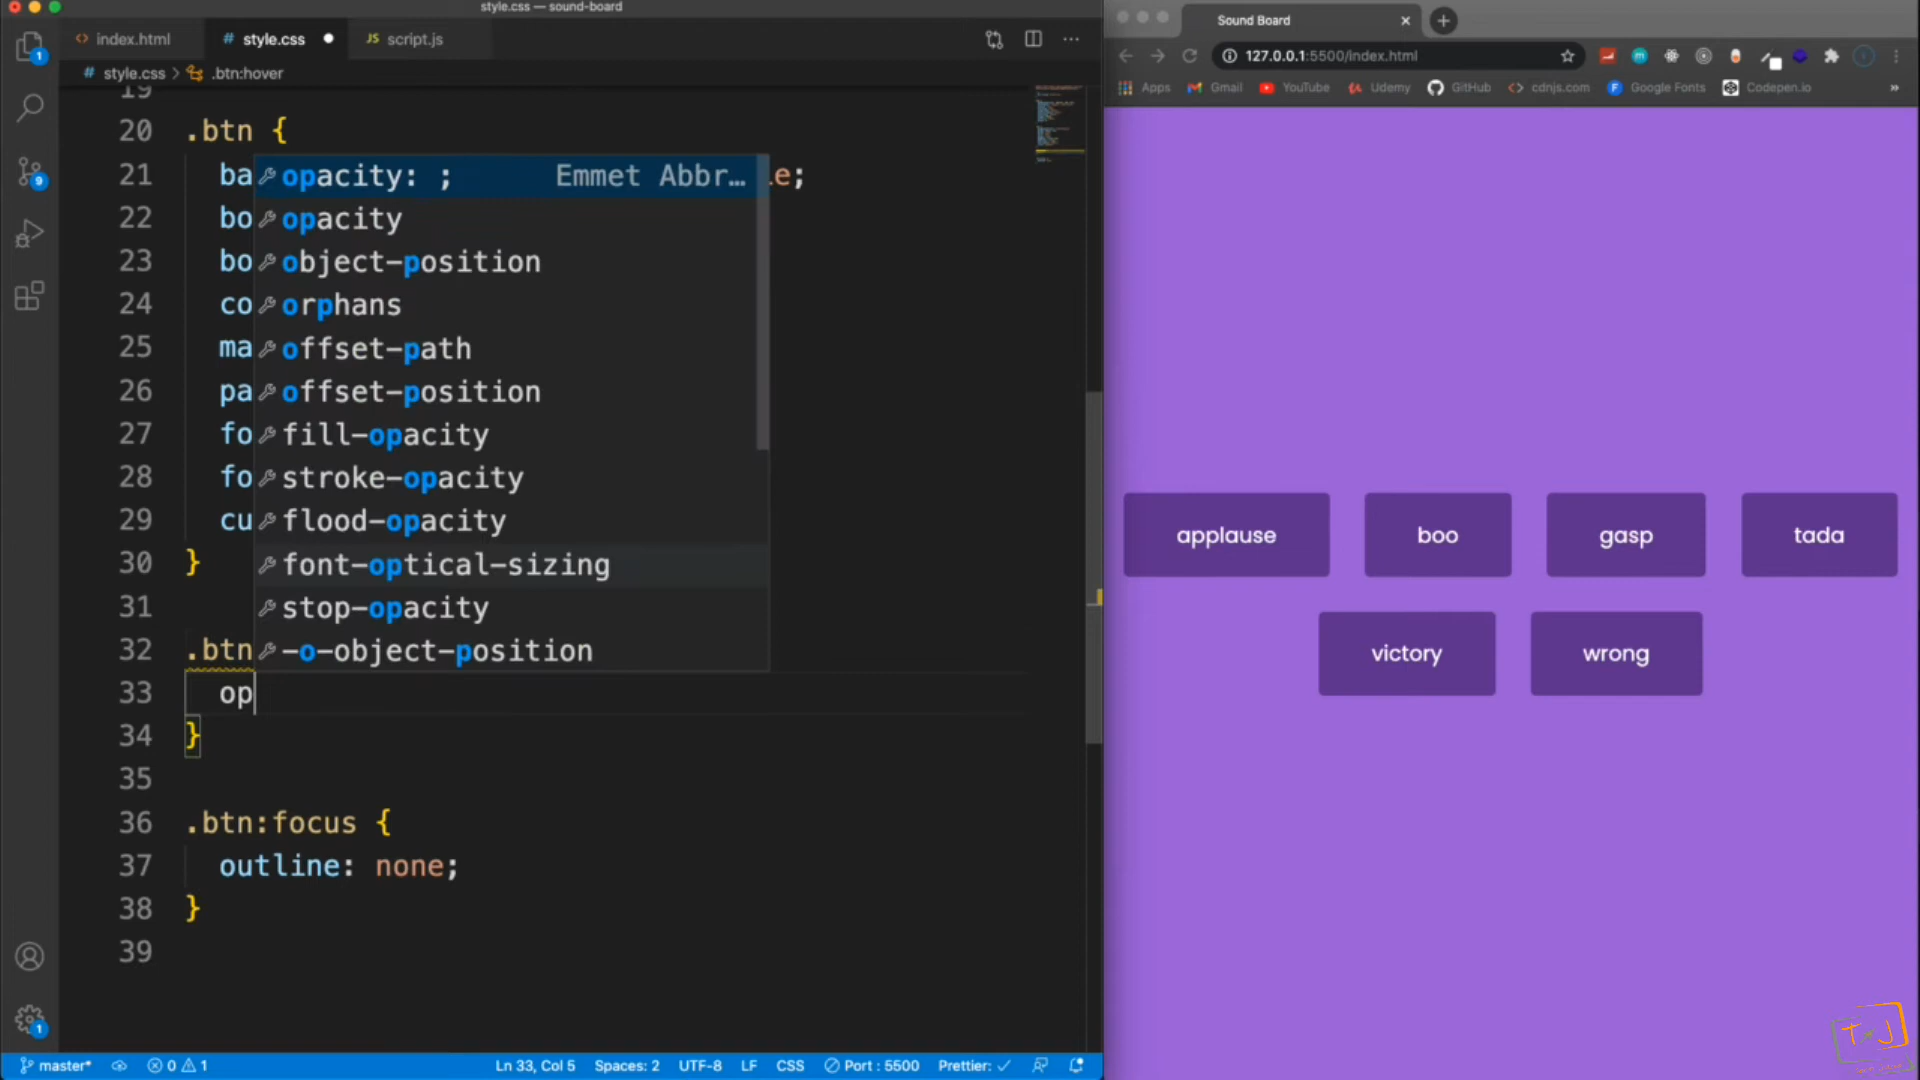 style.css — sound-board
index.html
style.css
JS script.js
# style.css > .btn:hover
19
20 .btn {
21 ba e;
opacity: ; Emmet Abbr...
22 bo
opacity
23 bo
object-position
24 co
orphans
25 ma
offset-path
26 pa
offset-position
27 fo
fill-opacity
28 fo
stroke-opacity
29 cu
flood-opacity
30 }
font-optical-sizing
31
stop-opacity
32 .btn
-o-object-position
33 op
34 }
35
36 .btn:focus {
37 outline: none;
38 }
39
1
9
1
master* 0 1 Ln 33, Col 5 Spaces: 2 UTF-8 LF CSS Port : 5500 Prettier: ✓
Sound Board
127.0.0.1:5500/index.html
Apps Gmail YouTube Udemy GitHub cdnjs.com Google Fonts Codepen.io »
applause boo gasp tada
victory wrong
T J